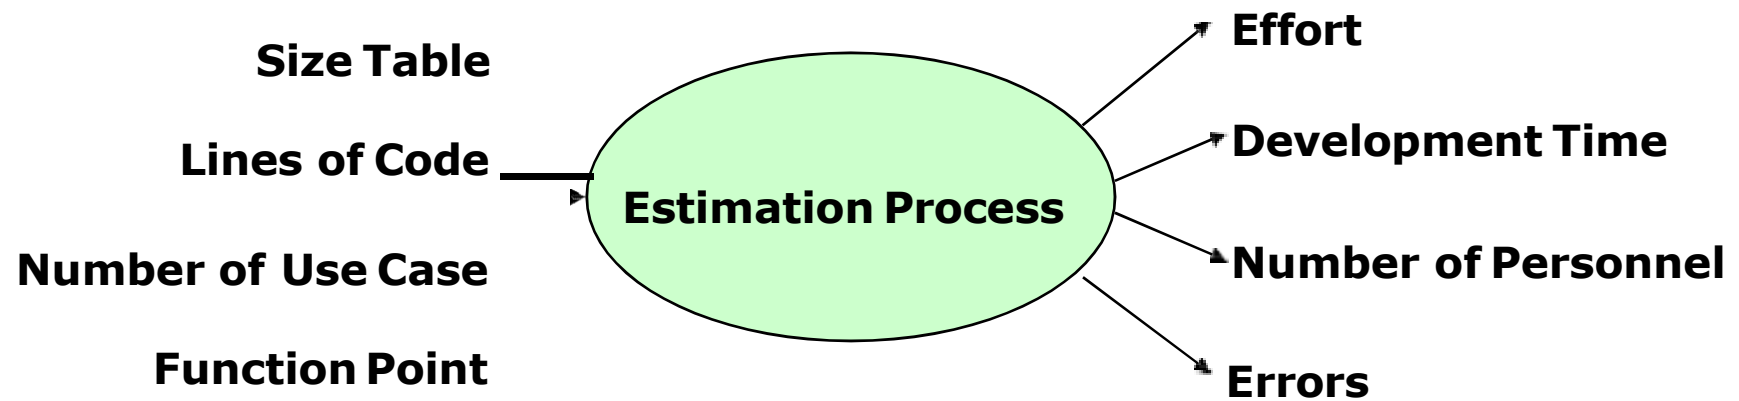 Size Table
Lines of Code
Number of Use Case
Function Point
Estimation Process
Effort
Development Time
Number of Personnel
Errors